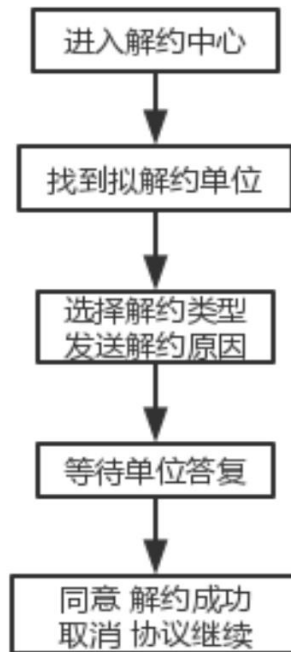 进入解约中心
找到拟解约单位
选择解约类型
发送解约原因
等待单位答复
同意 解约成功
取消 协议继续